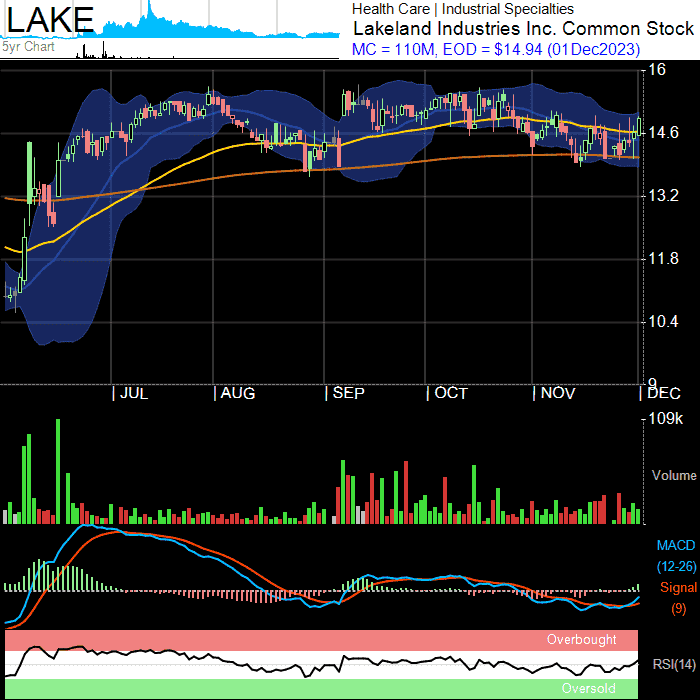 LAKE
5yr Chart
Health Care | Industrial Specialties
Lakeland Industries Inc. Common Stock
MC = 110M, EOD = $14.94 (01Dec2023)
16
14.6
13.2
11.8
10.4
9
| JUL | AUG | SEP | OCT | NOV | DEC
109k
Volume
MACD
(12-26)
Signal
(9)
Overbought
RSI(14)
Oversold